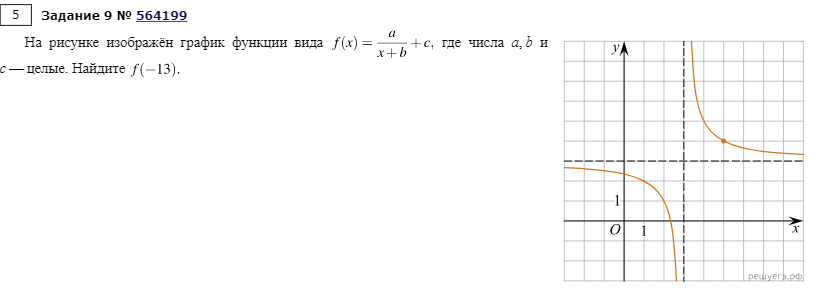 5 Задание 9 № 564199
На рисунке изображён график функции вида f(x) = a/(x+b) + c, где числа a, b и
c — целые. Найдите f(−13).
y
1
O 1 x
решуегэ.рф